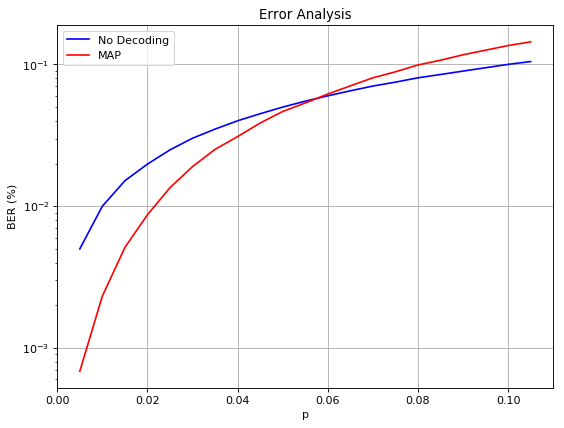 Error Analysis
No Decoding
MAP
BER (%)
10⁻¹
10⁻²
10⁻³
0.00 0.02 0.04 0.06 0.08 0.10
p